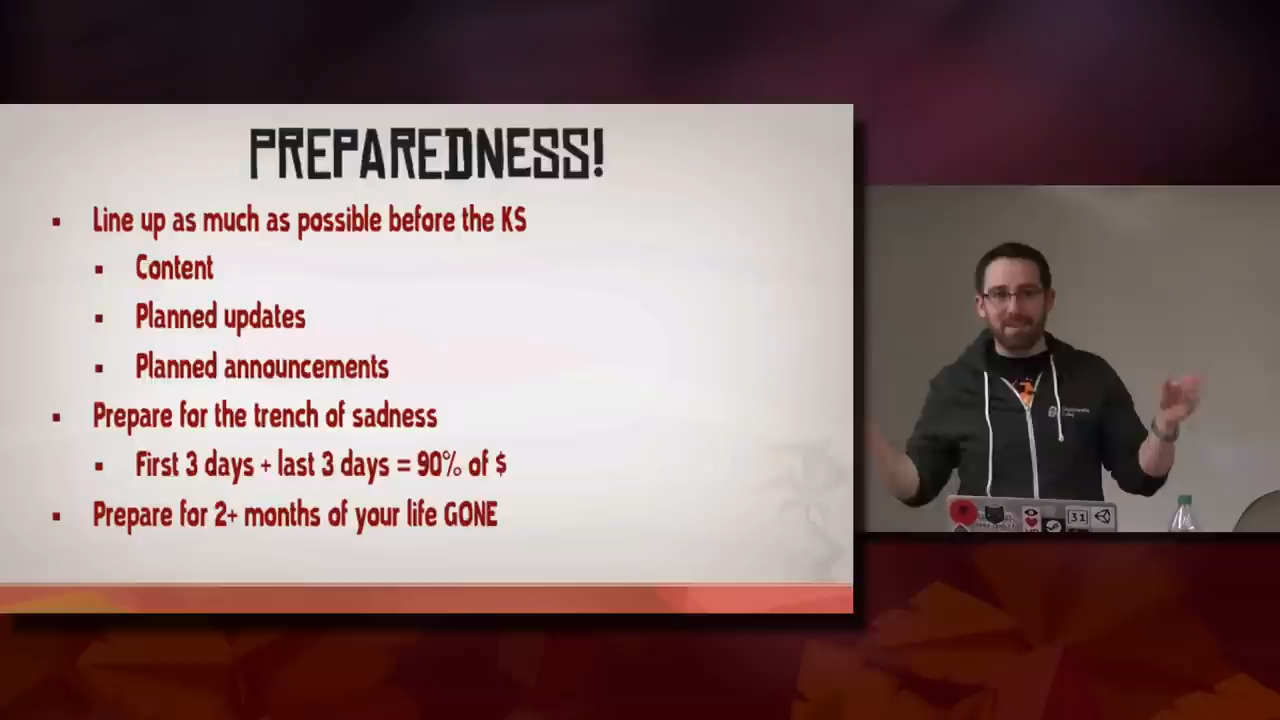 PREPAREDNESS!
Line up as much as possible before the KS
Content
Planned updates
Planned announcements
Prepare for the trench of sadness
First 3 days + last 3 days = 90% of $
Prepare for 2+ months of your life GONE
31